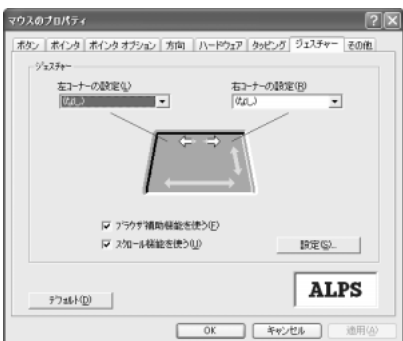 マウスのプロパティ
ボタン ポインタ ポインタ オプション 方向 ハードウェア タッピング ジェスチャー その他
ジェスチャー
左コーナーの設定(L) 右コーナーの設定(R)
(なし) (なし)
ブラウザ補助機能を使う(F)
スクロール機能を使う(U) 設定(S)...
デフォルト(D) ALPS
OK キャンセル 適用(A)